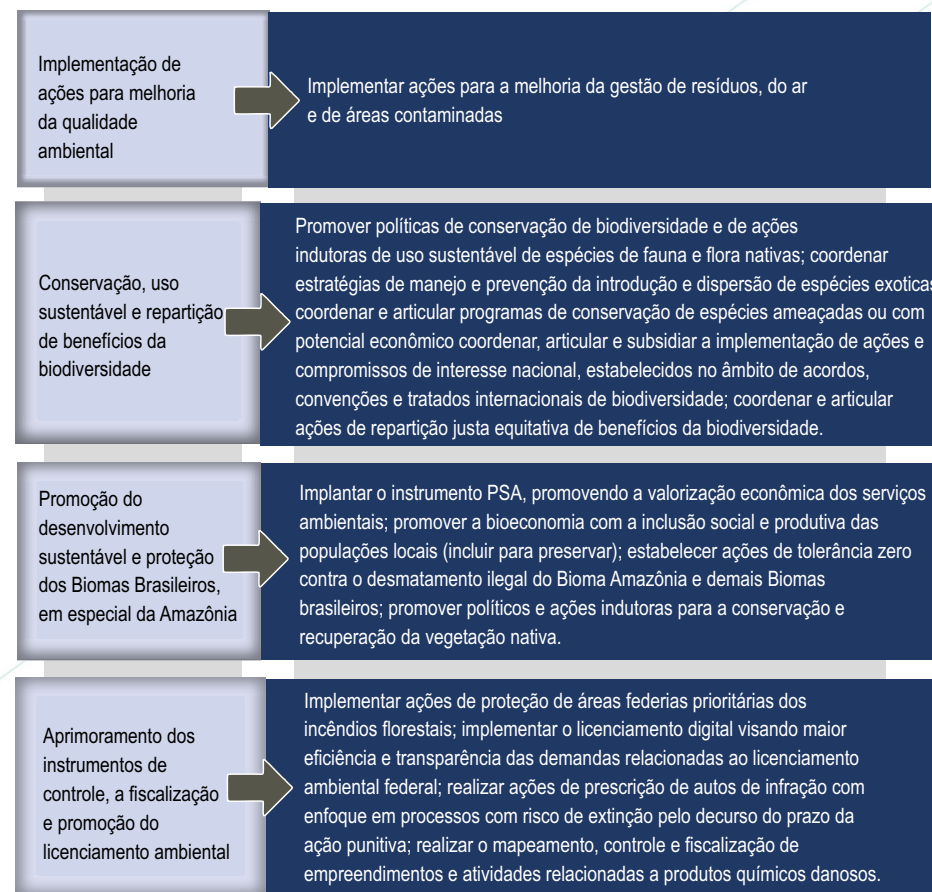 Implementação de
ações para melhoria
da qualidade
ambiental
Implementar ações para a melhoria da gestão de resíduos, do ar
e de áreas contaminadas
Conservação, uso
sustentável e repartição
de benefícios da
biodiversidade
Promover políticas de conservação de biodiversidade e de ações
indutoras de uso sustentável de espécies de fauna e flora nativas; coordenar
estratégias de manejo e prevenção da introdução e dispersão de espécies exoticas
coordenar e articular programas de conservação de espécies ameaçadas ou com
potencial econômico coordenar, articular e subsidiar a implementação de ações e
compromissos de interesse nacional, estabelecidos no âmbito de acordos,
convenções e tratados internacionais de biodiversidade; coordenar e articular
ações de repartição justa equitativa de benefícios da biodiversidade.
Promoção do
desenvolvimento
sustentável e proteção
dos Biomas Brasileiros,
em especial da Amazônia
Implantar o instrumento PSA, promovendo a valorização econômica dos serviços
ambientais; promover a bioeconomia com a inclusão social e produtiva das
populações locais (incluir para preservar); estabelecer ações de tolerância zero
contra o desmatamento ilegal do Bioma Amazônia e demais Biomas
brasileiros; promover políticos e ações indutoras para a conservação e
recuperação da vegetação nativa.
Aprimoramento dos
instrumentos de
controle, a fiscalização
e promoção do
licenciamento ambiental
Implementar ações de proteção de áreas federias prioritárias dos
incêndios florestais; implementar o licenciamento digital visando maior
eficiência e transparência das demandas relacionadas ao licenciamento
ambiental federal; realizar ações de prescrição de autos de infração com
enfoque em processos com risco de extinção pelo decurso do prazo da
ação punitiva; realizar o mapeamento, controle e fiscalização de
empreendimentos e atividades relacionadas a produtos químicos danosos.